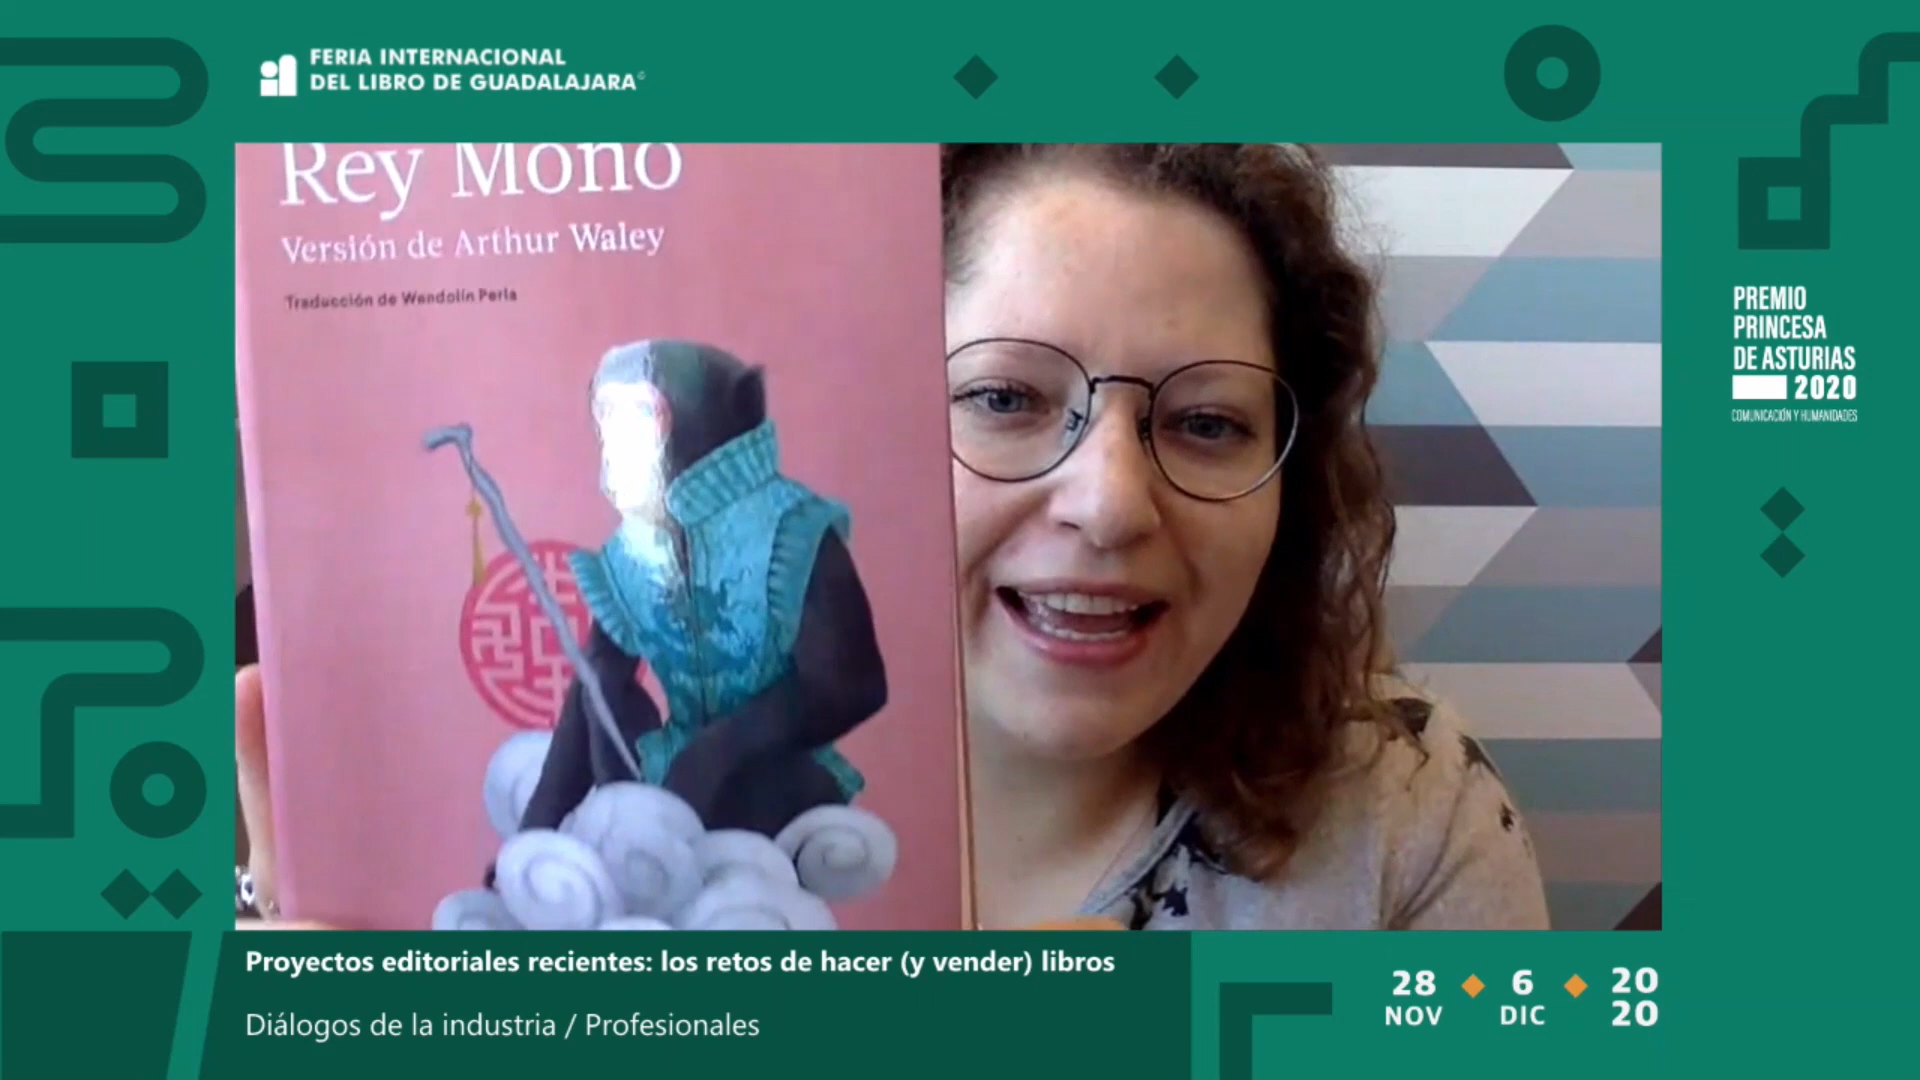 FERIA INTERNACIONAL
DEL LIBRO DE GUADALAJARA
Rey Mono
Versión de Arthur Waley
Traducción de Wendolín Perla
PREMIO
PRINCESA
DE ASTURIAS
2020
COMUNICACIÓN Y HUMANIDADES
Proyectos editoriales recientes: los retos de hacer (y vender) libros
Diálogos de la industria / Profesionales
28 NOV
6 DIC
20
20